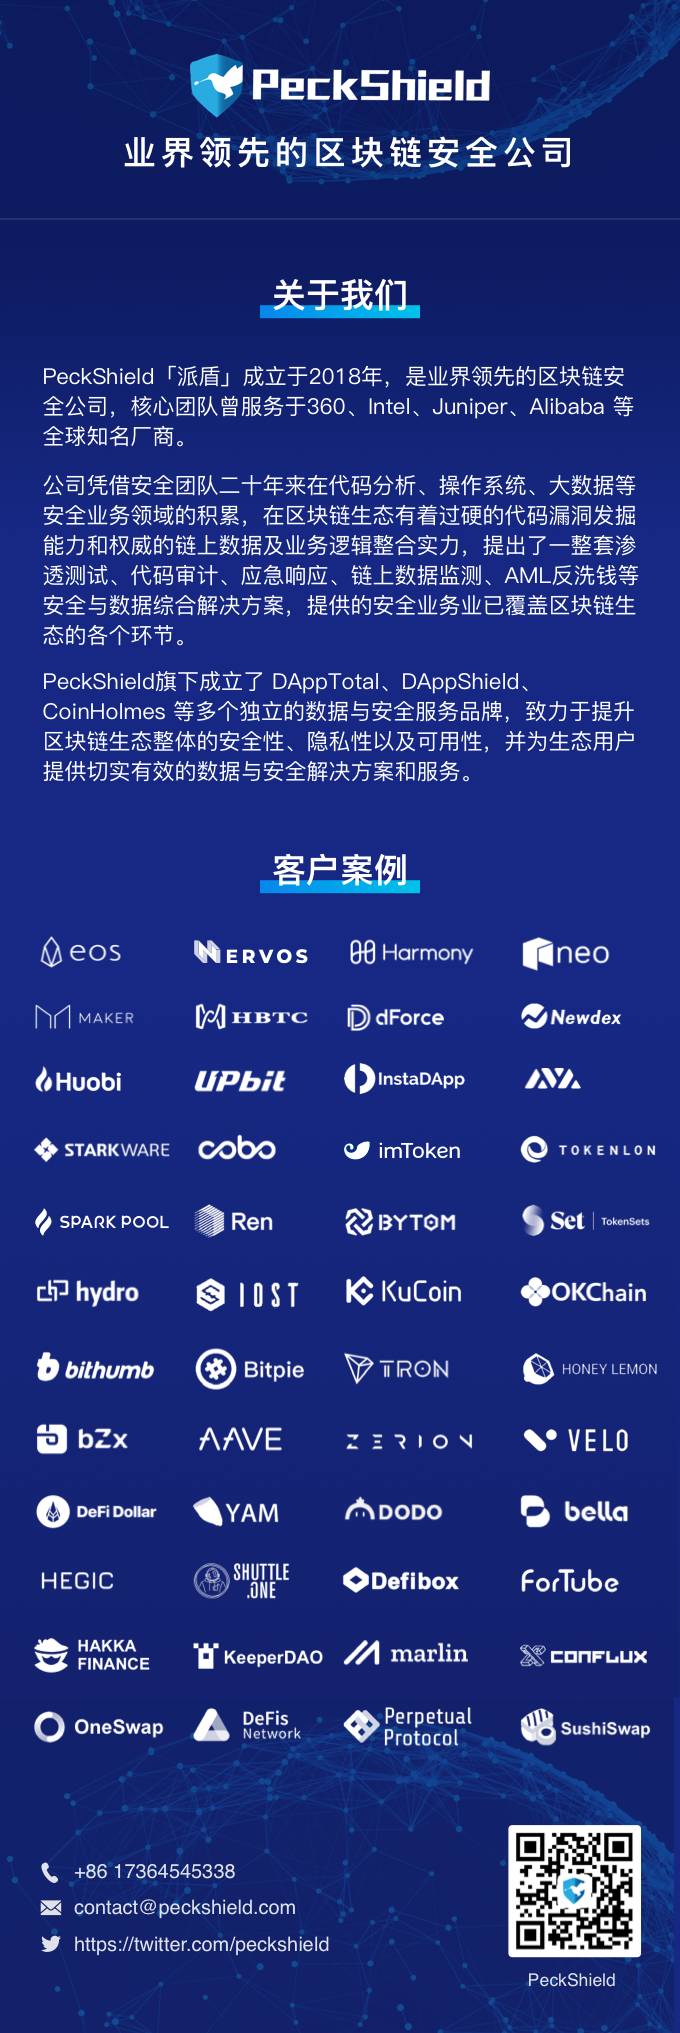 PeckShield
业界领先的区块链安全公司
关于我们
PeckShield「派盾」成立于2018年，是业界领先的区块链安
全公司，核心团队曾服务于360、Intel、Juniper、Alibaba 等
全球知名厂商。
公司凭借安全团队二十年来在代码分析、操作系统、大数据等
安全业务领域的积累，在区块链生态有着过硬的代码漏洞发掘
能力和权威的链上数据及业务逻辑整合实力，提出了一整套渗
透测试、代码审计、应急响应、链上数据监测、AML反洗钱等
安全与数据综合解决方案，提供的安全业务业已覆盖区块链生
态的各个环节。
PeckShield旗下成立了 DAppTotal、DAppShield、
CoinHolmes 等多个独立的数据与安全服务品牌，致力于提升
区块链生态整体的安全性、隐私性以及可用性，并为生态用户
提供切实有效的数据与安全解决方案和服务。
客户案例
eos NERVOS Harmony neo
MAKER HBTC dForce Newdex
Huobi UPbit InstaDApp AVA
STARKWARE cobo imToken TOKENLON
SPARK POOL Ren BYTOM Set | TokenSets
hydro IOST KuCoin OKChain
bithumb Bitpie TRON HONEY LEMON
bZx AAVE ZERION VELO
DeFi Dollar YAM DODO bella
HEGIC SHUTTLE .ONE Defibox ForTube
HAKKA FINANCE KeeperDAO marlin CONFLUX
OneSwap DeFis Network Perpetual Protocol SushiSwap
+86 17364545338
contact@peckshield.com
https://twitter.com/peckshield
PeckShield